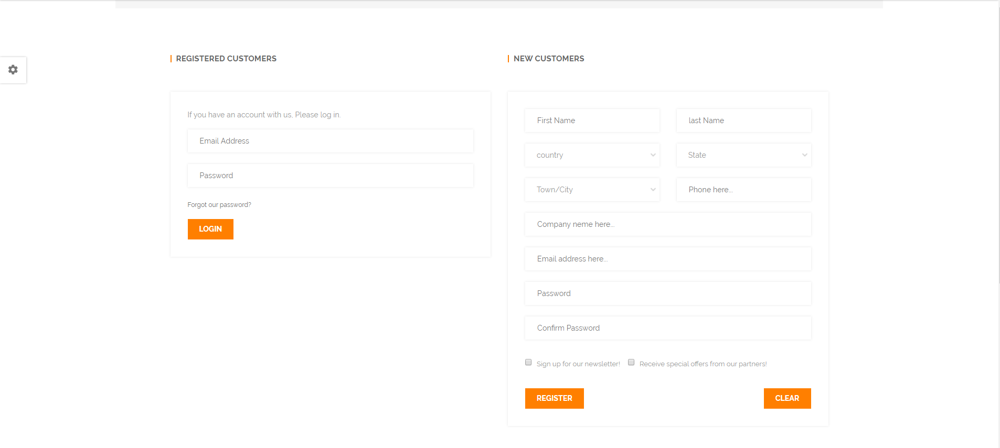 REGISTERED CUSTOMERS
If you have an account with us, Please log in.
Email Address
Password
Forgot our password?
LOGIN
NEW CUSTOMERS
First Name
last Name
country
State
Town/City
Phone here...
Company neme here...
Email address here...
Password
Confirm Password
Sign up for our newsletter!
Receive special offers from our partners!
REGISTER
CLEAR